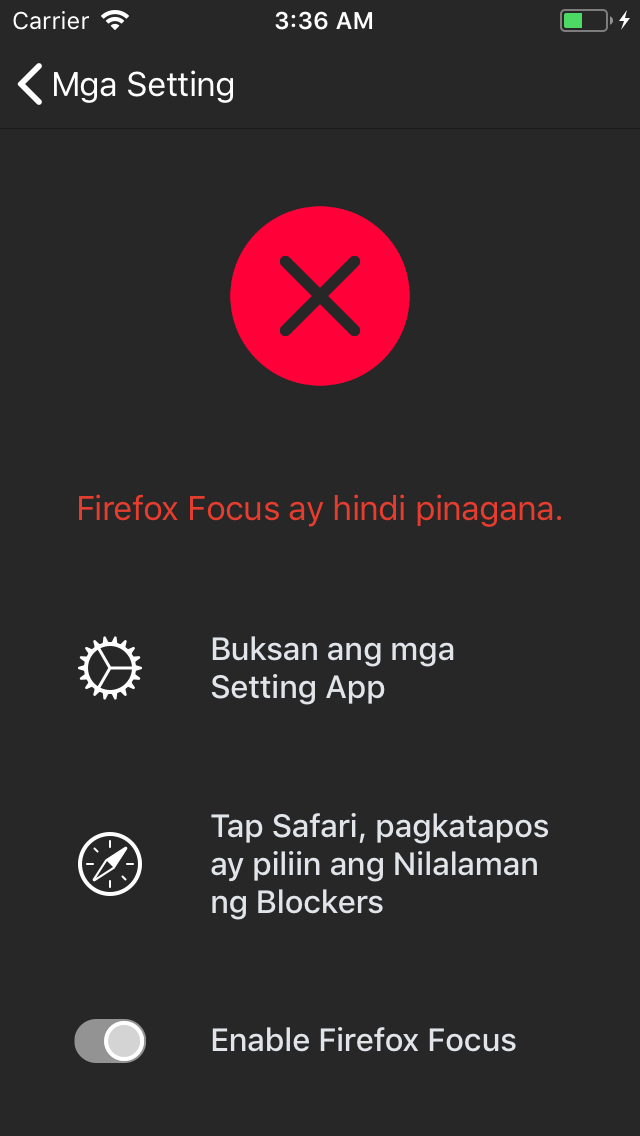 Carrier 3:36 AM
Mga Setting
Firefox Focus ay hindi pinagana.
Buksan ang mga
Setting App
Tap Safari, pagkatapos
ay piliin ang Nilalaman
ng Blockers
Enable Firefox Focus